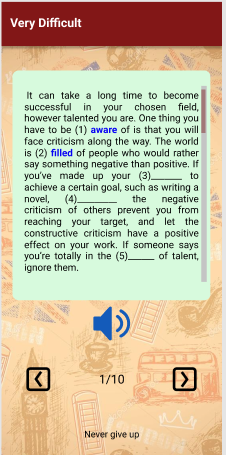 Very Difficult
It can take a long time to become
successful in your chosen field,
however talented you are. One thing you
have to be (1) aware of is that you will
face criticism along the way. The world
is (2) filled of people who would rather
say something negative than positive. If
you've made up your (3)______ to
achieve a certain goal, such as writing a
novel, (4)________ the negative
criticism of others prevent you from
reaching your target, and let the
constructive criticism have a positive
effect on your work. If someone says
you're totally in the (5)_____ of talent,
ignore them.
1/10
Never give up